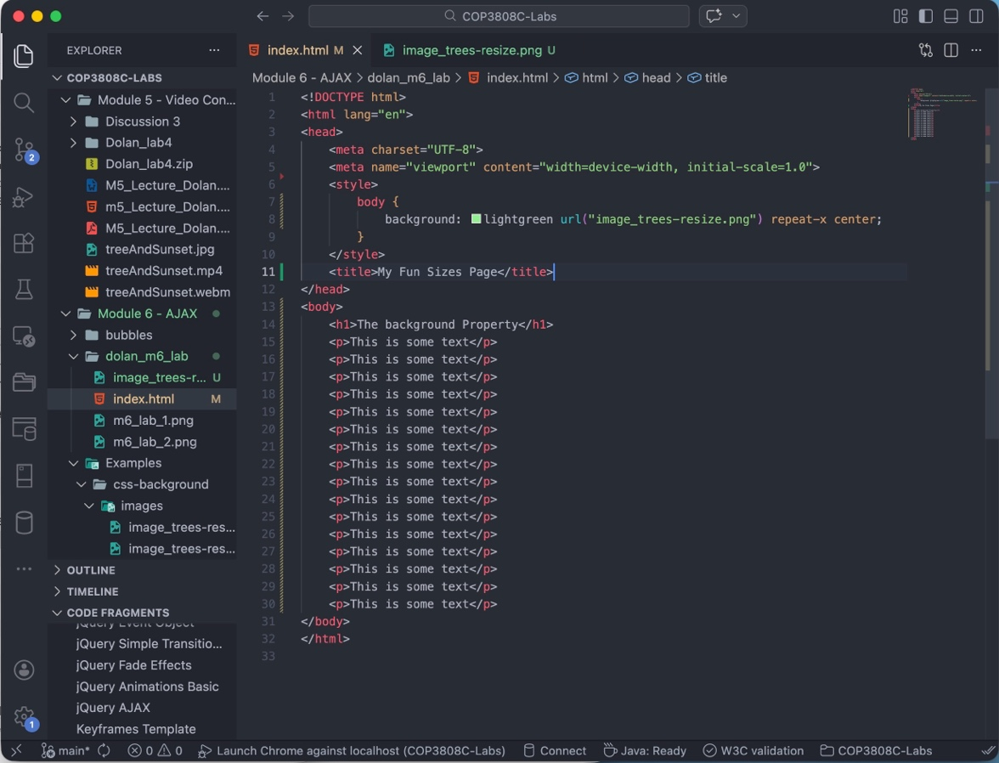 COP3808C-Labs
EXPLORER
COP3808C-LABS
Module 5 - Video Con...
Discussion 3
Dolan_lab4
Dolan_lab4.zip
M5_Lecture_Dolan....
m5_Lecture_Dolan....
M5_Lecture_Dolan....
treeAndSunset.jpg
treeAndSunset.mp4
treeAndSunset.webm
Module 6 - AJAX
bubbles
dolan_m6_lab
image_trees-r... U
index.html M
m6_lab_1.png
m6_lab_2.png
Examples
css-background
images
image_trees-res...
image_trees-res...
OUTLINE
TIMELINE
CODE FRAGMENTS
jQuery Event Object
jQuery Simple Transitio...
jQuery Fade Effects
jQuery Animations Basic
jQuery AJAX
Keyframes Template
2
1
index.html M
image_trees-resize.png U
Module 6 - AJAX > dolan_m6_lab > index.html > html > head > title
1 <!DOCTYPE html>
2 <html lang="en">
3 <head>
4 <meta charset="UTF-8">
5 <meta name="viewport" content="width=device-width, initial-scale=1.0">
6 <style>
7 body {
8 background: lightgreen url("image_trees-resize.png") repeat-x center;
9 }
10 </style>
11 <title>My Fun Sizes Page</title>
12 </head>
13 <body>
14 <h1>The background Property</h1>
15 <p>This is some text</p>
16 <p>This is some text</p>
17 <p>This is some text</p>
18 <p>This is some text</p>
19 <p>This is some text</p>
20 <p>This is some text</p>
21 <p>This is some text</p>
22 <p>This is some text</p>
23 <p>This is some text</p>
24 <p>This is some text</p>
25 <p>This is some text</p>
26 <p>This is some text</p>
27 <p>This is some text</p>
28 <p>This is some text</p>
29 <p>This is some text</p>
30 <p>This is some text</p>
31 </body>
32 </html>
33
main* 0 0 Launch Chrome against localhost (COP3808C-Labs) Connect Java: Ready W3C validation COP3808C-Labs